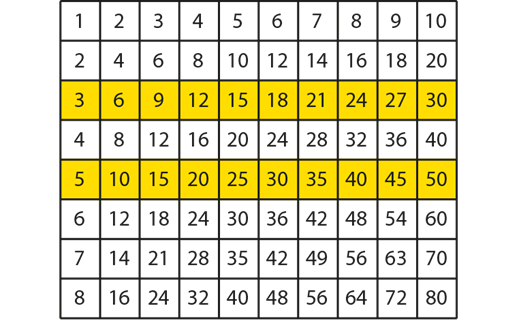 1 2 3 4 5 6 7 8 9 10
2 4 6 8 10 12 14 16 18 20
3 6 9 12 15 18 21 24 27 30
4 8 12 16 20 24 28 32 36 40
5 10 15 20 25 30 35 40 45 50
6 12 18 24 30 36 42 48 54 60
7 14 21 28 35 42 49 56 63 70
8 16 24 32 40 48 56 64 72 80